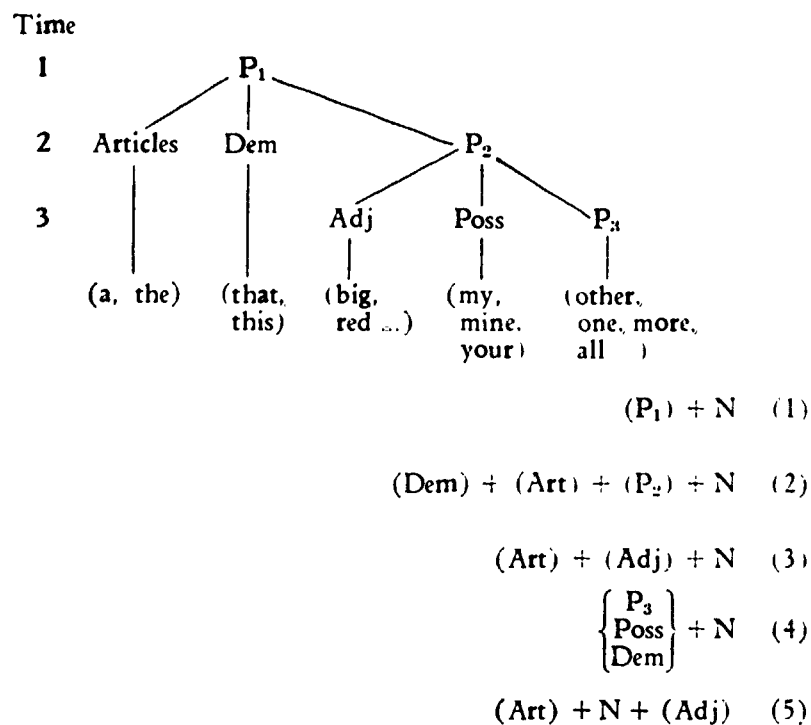 Time
1 P₁
2 Articles Dem P₂
3 Adj Poss P₃
(a, the) (that, (big, (my, (other,
this) red ...) mine, one, more,
your) all )
(P₁) + N (1)
(Dem) + (Art) + (P₂) + N (2)
(Art) + (Adj) + N (3)
P₃
{Poss} + N (4)
Dem
(Art) + N + (Adj) (5)